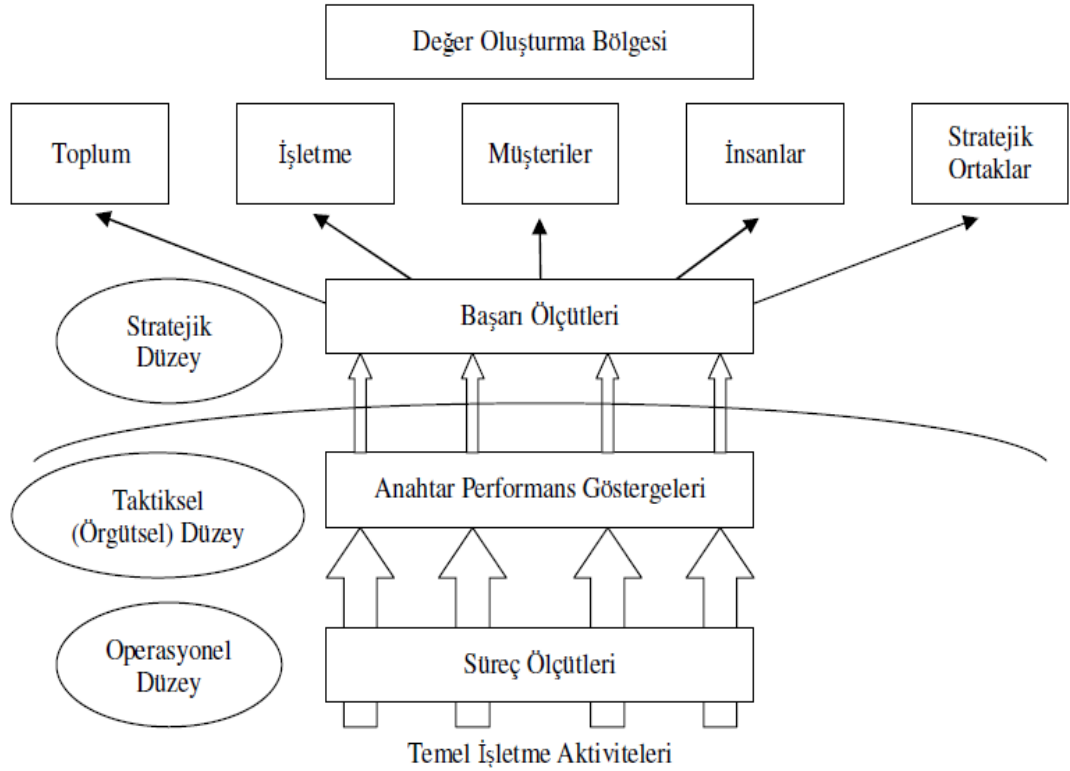 Değer Oluşturma Bölgesi
Toplum
İşletme
Müşteriler
İnsanlar
Stratejik
Ortaklar
Stratejik
Düzey
Başarı Ölçütleri
Taktiksel
(Örgütsel) Düzey
Anahtar Performans Göstergeleri
Operasyonel
Düzey
Süreç Ölçütleri
Temel İşletme Aktiviteleri